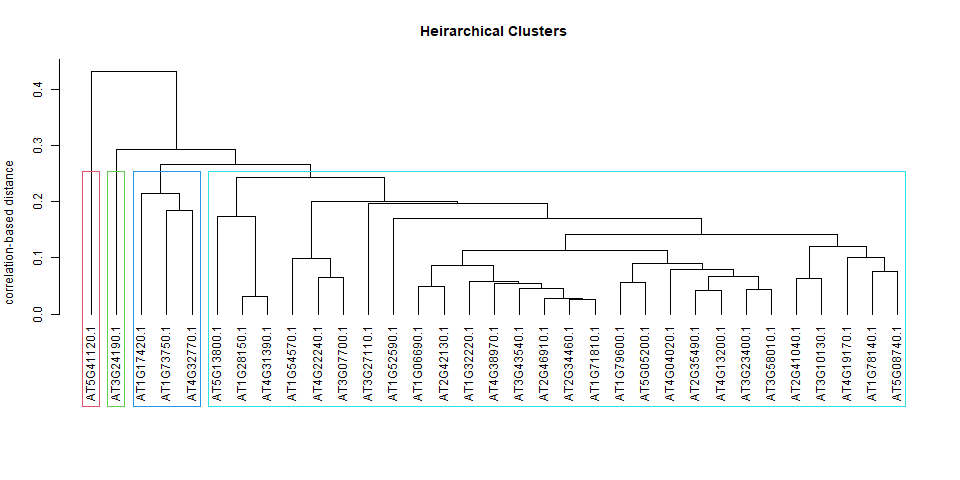 Heirarchical Clusters
correlation-based distance
0.0
0.1
0.2
0.3
0.4
AT5G41120.1
AT3G24190.1
AT1G17420.1
AT1G73750.1
AT4G32770.1
AT5G13800.1
AT1G28150.1
AT4G31390.1
AT1G54570.1
AT4G22240.1
AT3G07700.1
AT3G27110.1
AT1G52590.1
AT1G06690.1
AT2G42130.1
AT1G32220.1
AT4G38970.1
AT3G43540.1
AT2G46910.1
AT2G34460.1
AT1G71810.1
AT1G79600.1
AT5G05200.1
AT4G04020.1
AT2G35490.1
AT4G13200.1
AT3G23400.1
AT3G58010.1
AT2G41040.1
AT3G10130.1
AT4G19170.1
AT1G78140.1
AT5G08740.1